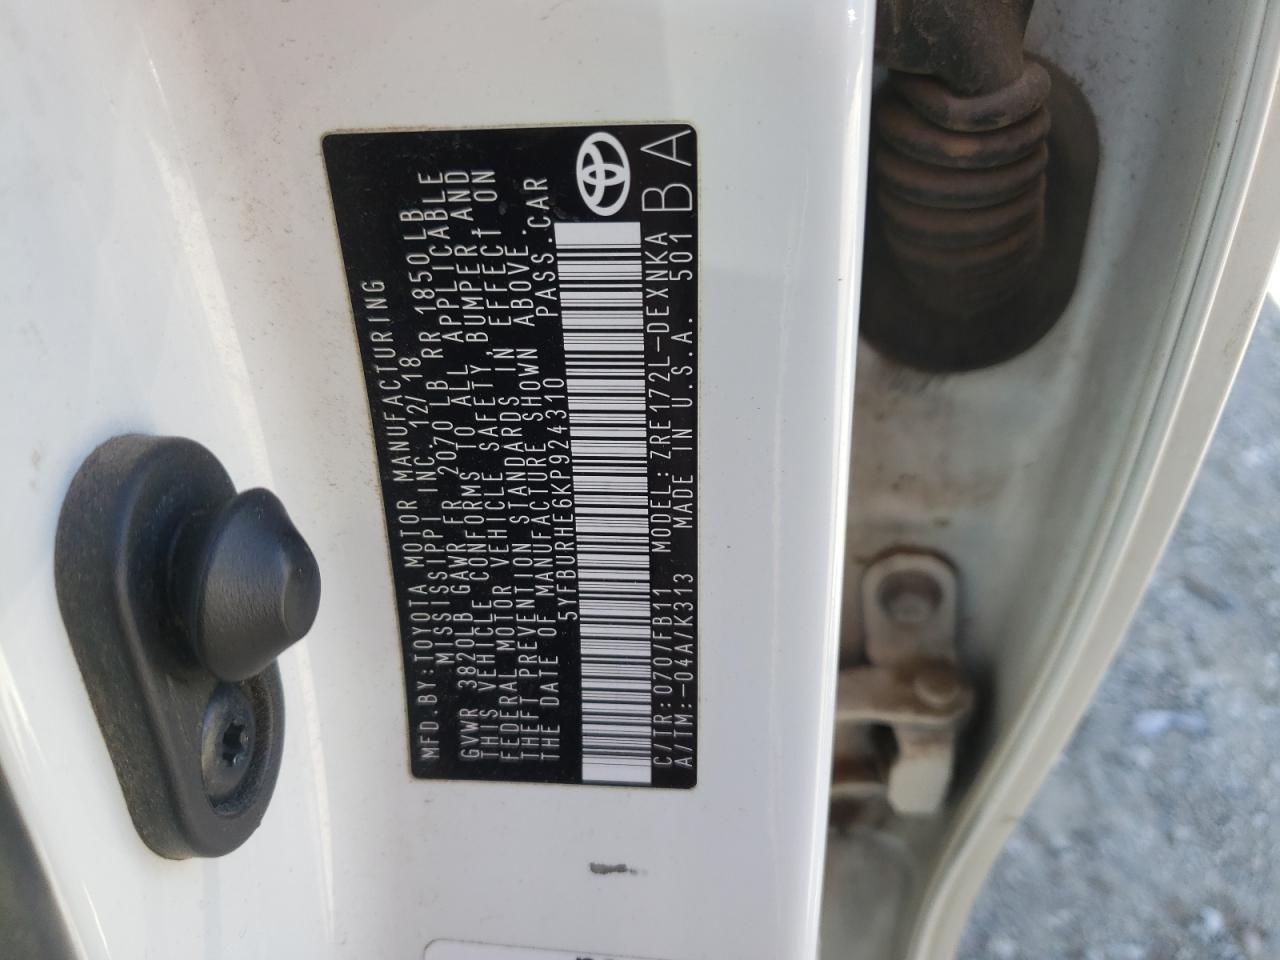 MFD.BY:TOYOTA MOTOR MANUFACTURING
MISSISSIPPI INC. 12/18
GVWR 3820LB GAWR FR 2070LB RR 1850LB
THIS VEHICLE CONFORMS TO ALL APPLICABLE
FEDERAL MOTOR VEHICLE SAFETY, BUMPER, AND
THEFT PREVENTION STANDARDS IN EFFECT ON
THE DATE OF MANUFACTURE SHOWN ABOVE.
5YFBURHE6KP924310 PASS.CAR
C/TR:070/FB11 MODEL:ZRE172L-DEXNKA
A/TM:-04A/K313 MADE IN U.S.A. 501 BA